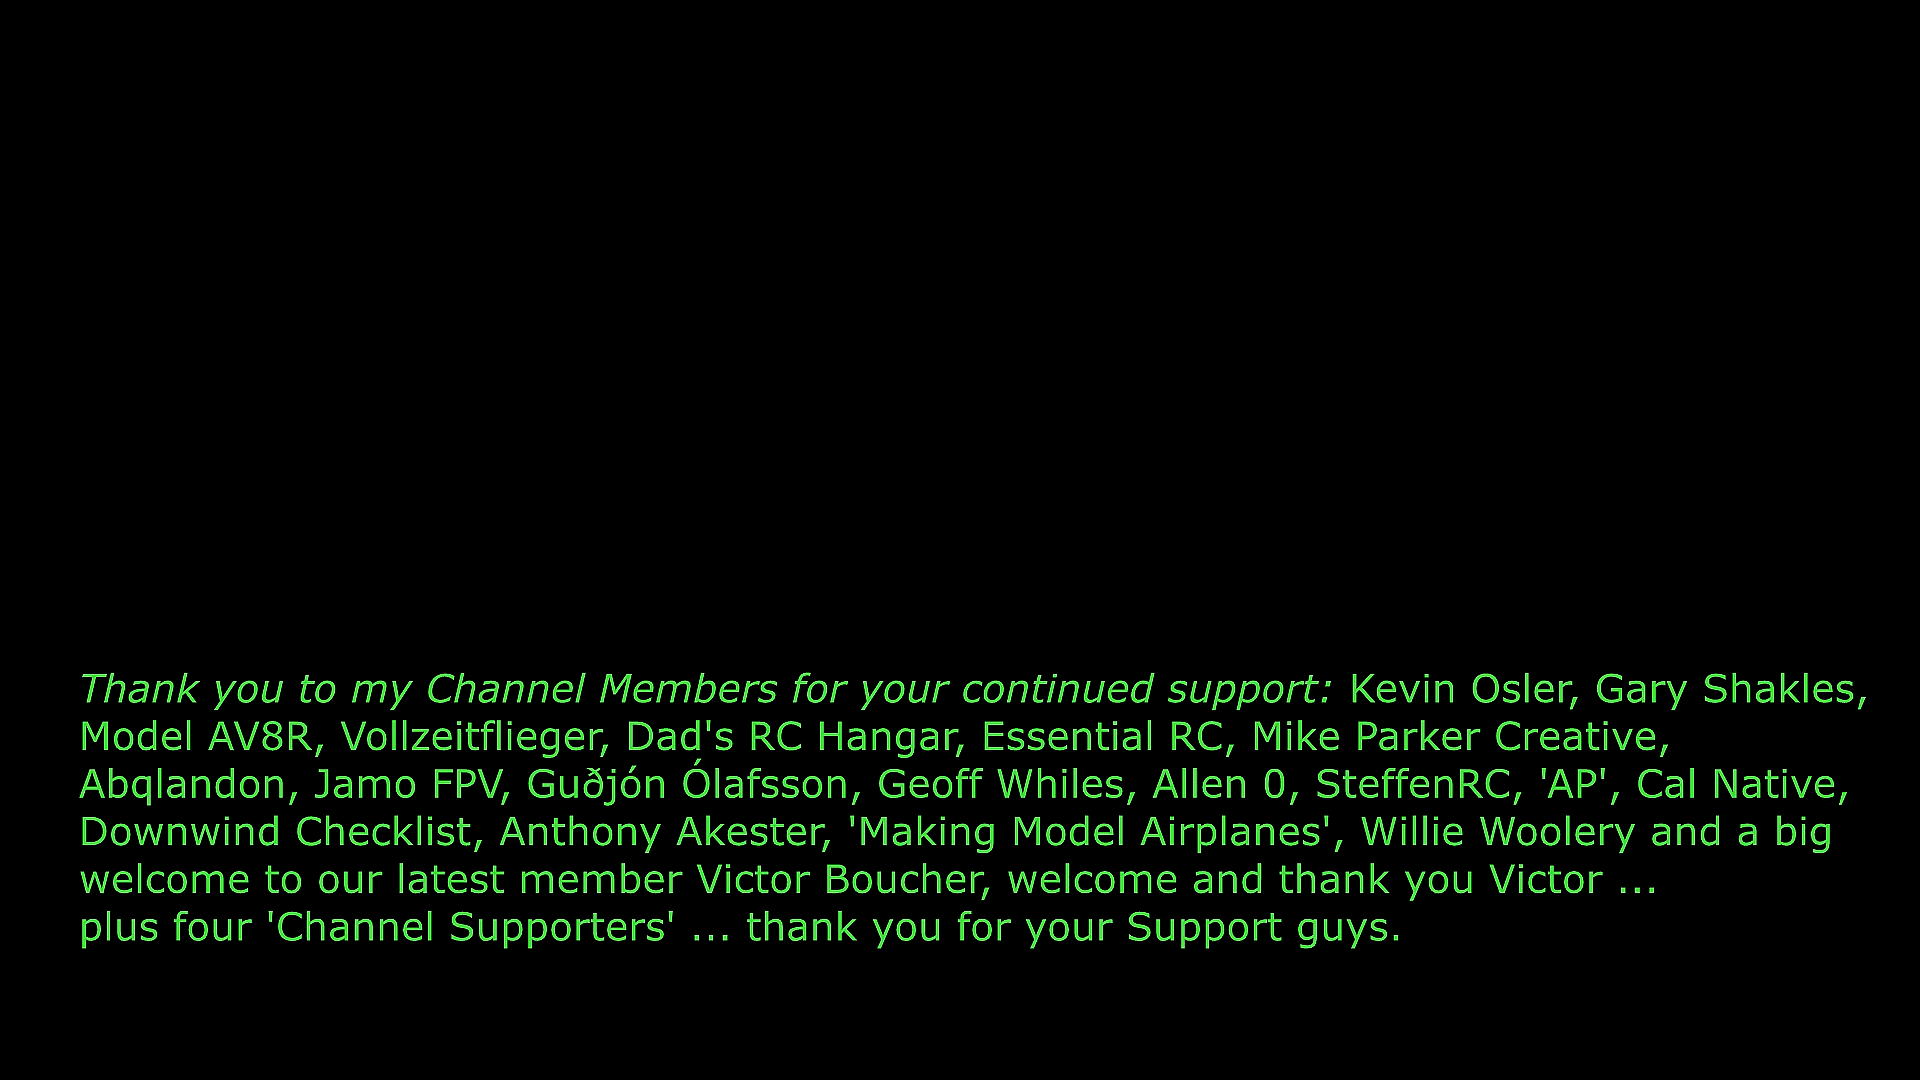 Thank you to my Channel Members for your continued support: Kevin Osler, Gary Shakles,
Model AV8R, Vollzeitflieger, Dad's RC Hangar, Essential RC, Mike Parker Creative,
Abqlandon, Jamo FPV, Guðjón Ólafsson, Geoff Whiles, Allen 0, SteffenRC, 'AP', Cal Native,
Downwind Checklist, Anthony Akester, 'Making Model Airplanes', Willie Woolery and a big
welcome to our latest member Victor Boucher, welcome and thank you Victor ...
plus four 'Channel Supporters' ... thank you for your Support guys.